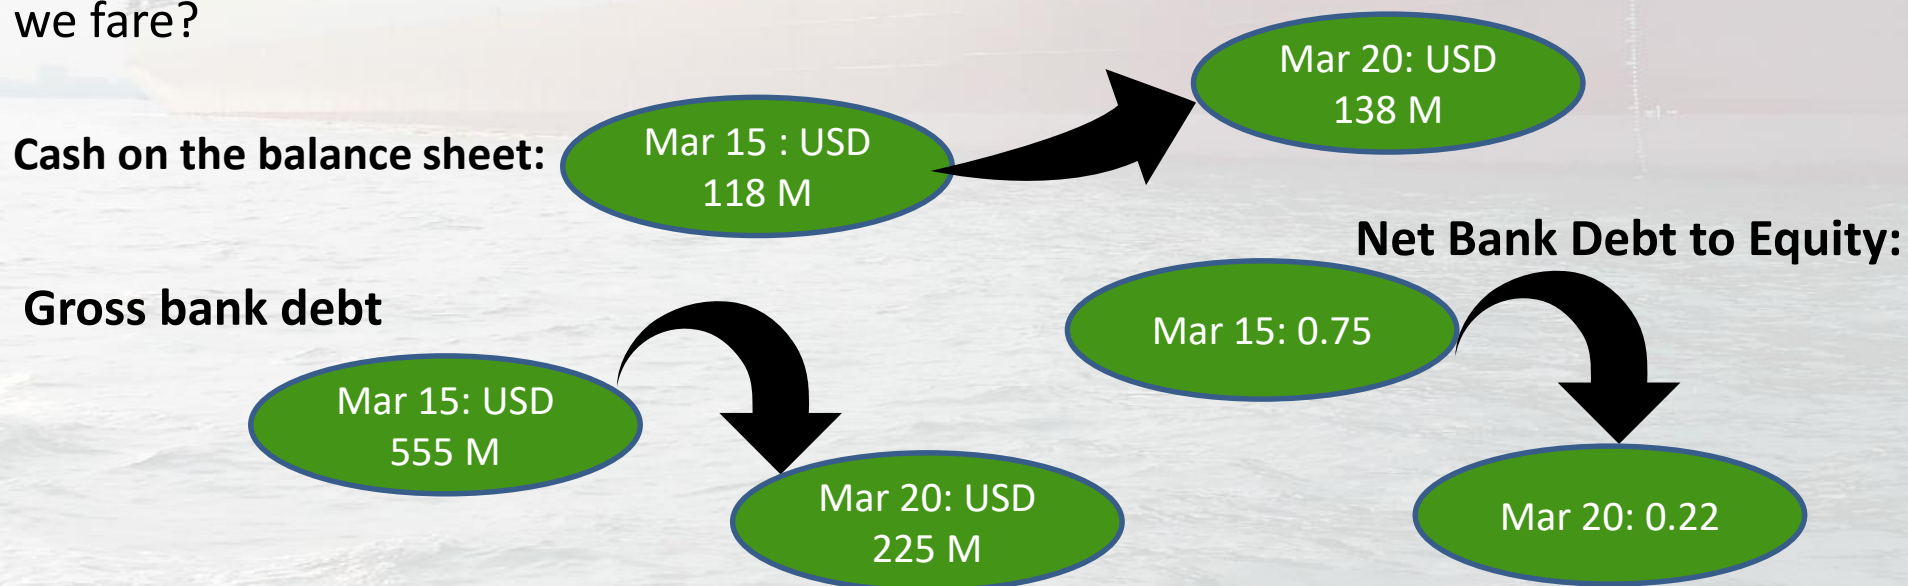 we fare?
Cash on the balance sheet:
Mar 15 : USD
118 M
Mar 20: USD
138 M
Gross bank debt
Mar 15: USD
555 M
Mar 20: USD
225 M
Net Bank Debt to Equity:
Mar 15: 0.75
Mar 20: 0.22